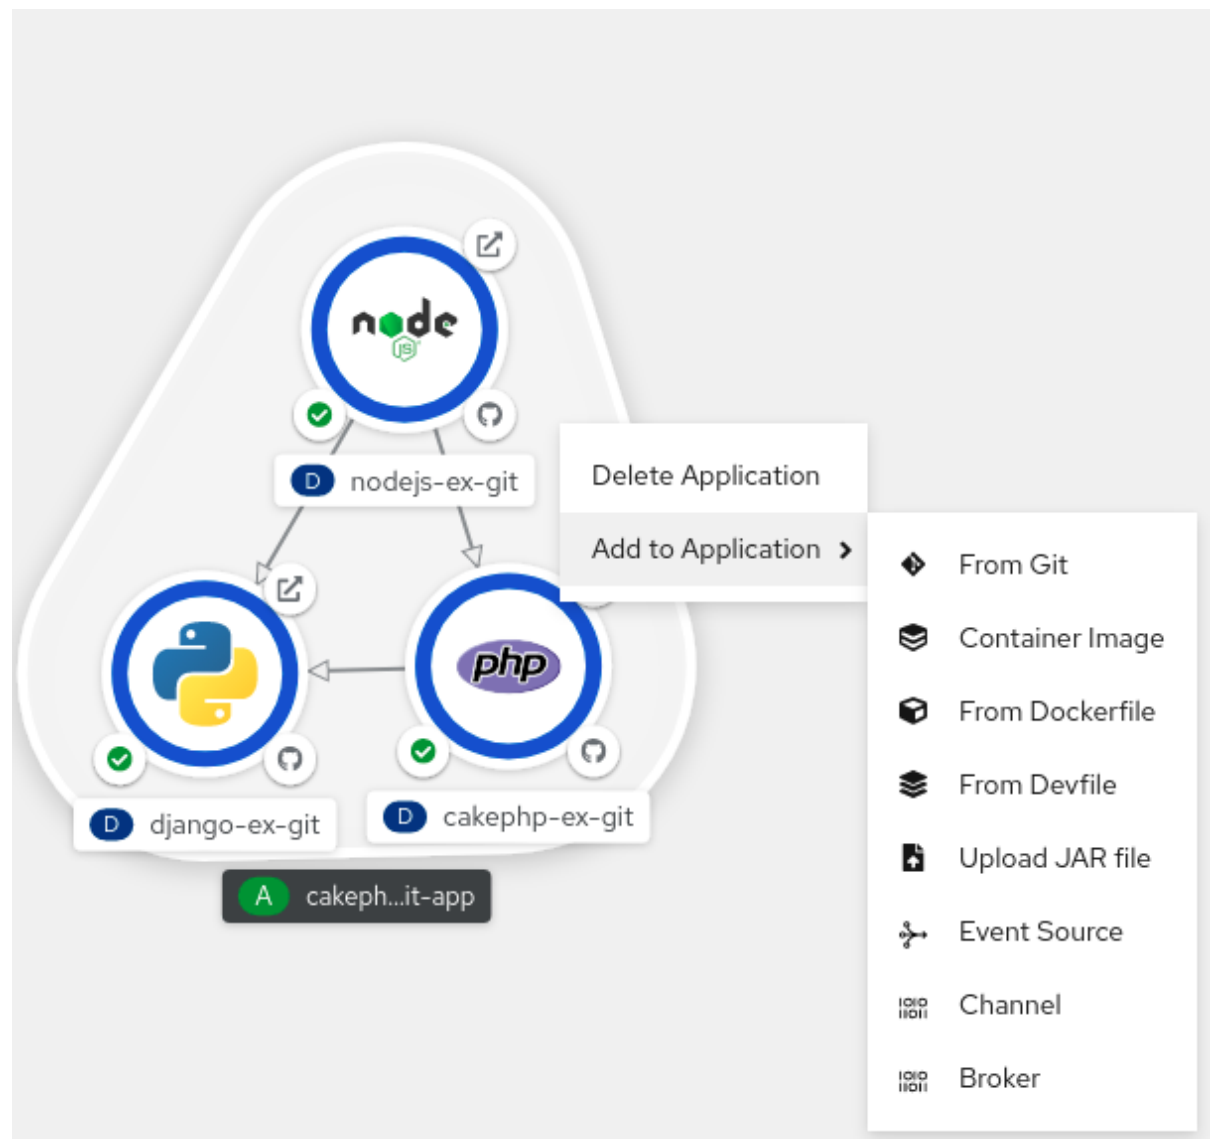 node
JS
D nodejs-ex-git
Delete Application
Add to Application
From Git
Container Image
From Dockerfile
From Devfile
Upload JAR file
Event Source
Channel
Broker
php
D django-ex-git
D cakephp-ex-git
A cakeph...it-app